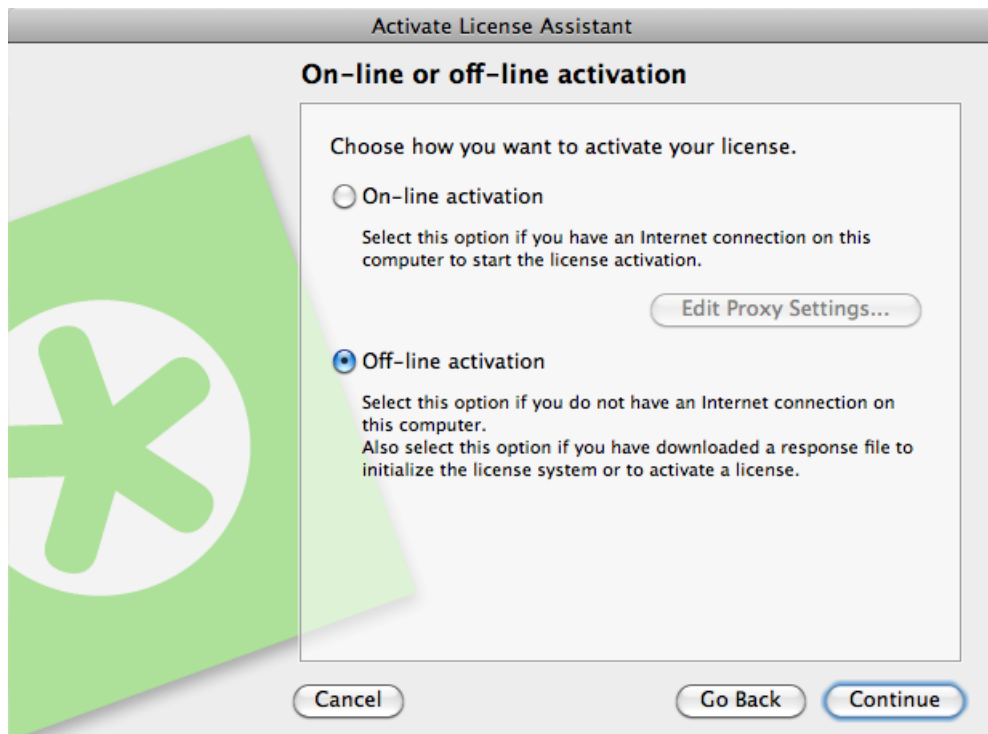 Activate License Assistant
On-line or off-line activation
Choose how you want to activate your license.
On-line activation
Select this option if you have an Internet connection on this
computer to start the license activation.
Edit Proxy Settings...
Off-line activation
Select this option if you do not have an Internet connection on
this computer.
Also select this option if you have downloaded a response file to
initialize the license system or to activate a license.
Cancel
Go Back
Continue